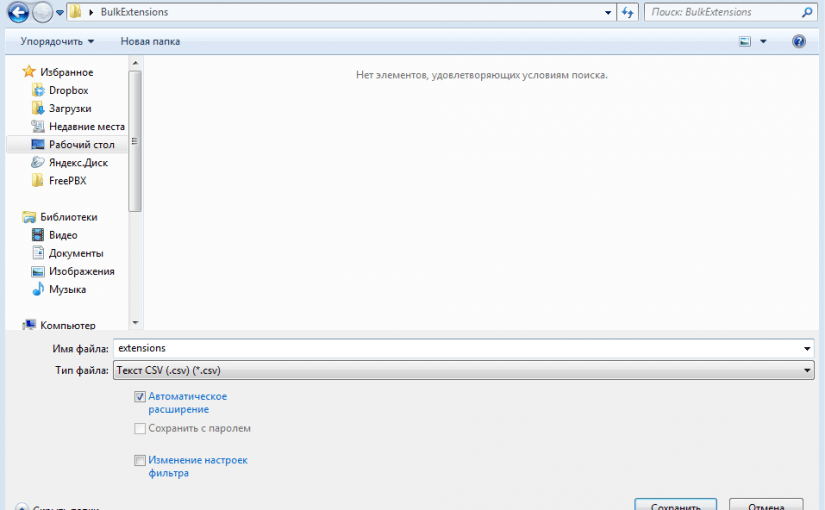 BulkExtensions
Поиск: BulkExtensions
Упорядочить
Новая папка
Избранное
Dropbox
Загрузки
Недавние места
Рабочий стол
Яндекс.Диск
FreePBX
Библиотеки
Видео
Документы
Изображения
Музыка
Компьютер
Нет элементов, удовлетворяющих условиям поиска.
Имя файла: extensions
Тип файла: Текст CSV (.csv) (*.csv)
Автоматическое
расширение
Сохранить с паролем
Изменение настроек
фильтра
Скрыть папки
Сохранить
Отмена